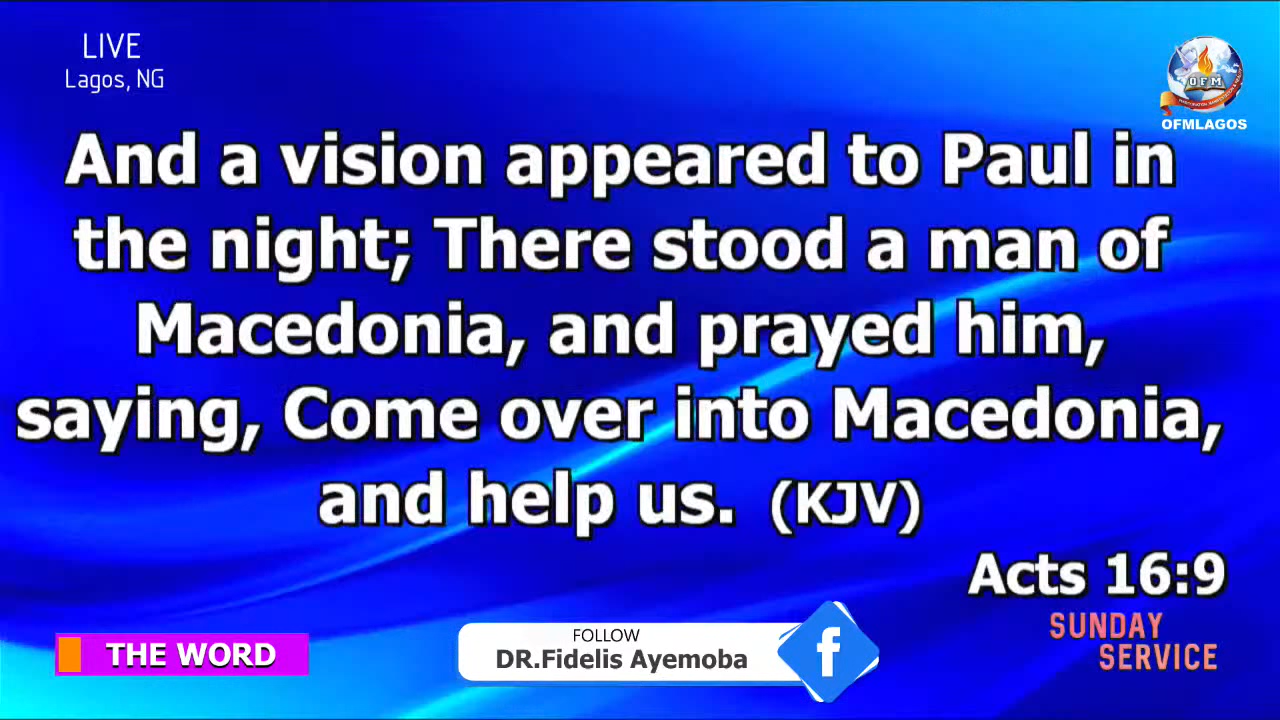 LIVE
Lagos, NG
OFM
OFMLAGOS
And a vision appeared to Paul in
the night; There stood a man of
Macedonia, and prayed him,
saying, Come over into Macedonia,
and help us. (KJV)
Acts 16:9
SUNDAY
SERVICE
THE WORD
FOLLOW
DR.Fidelis Ayemoba
f